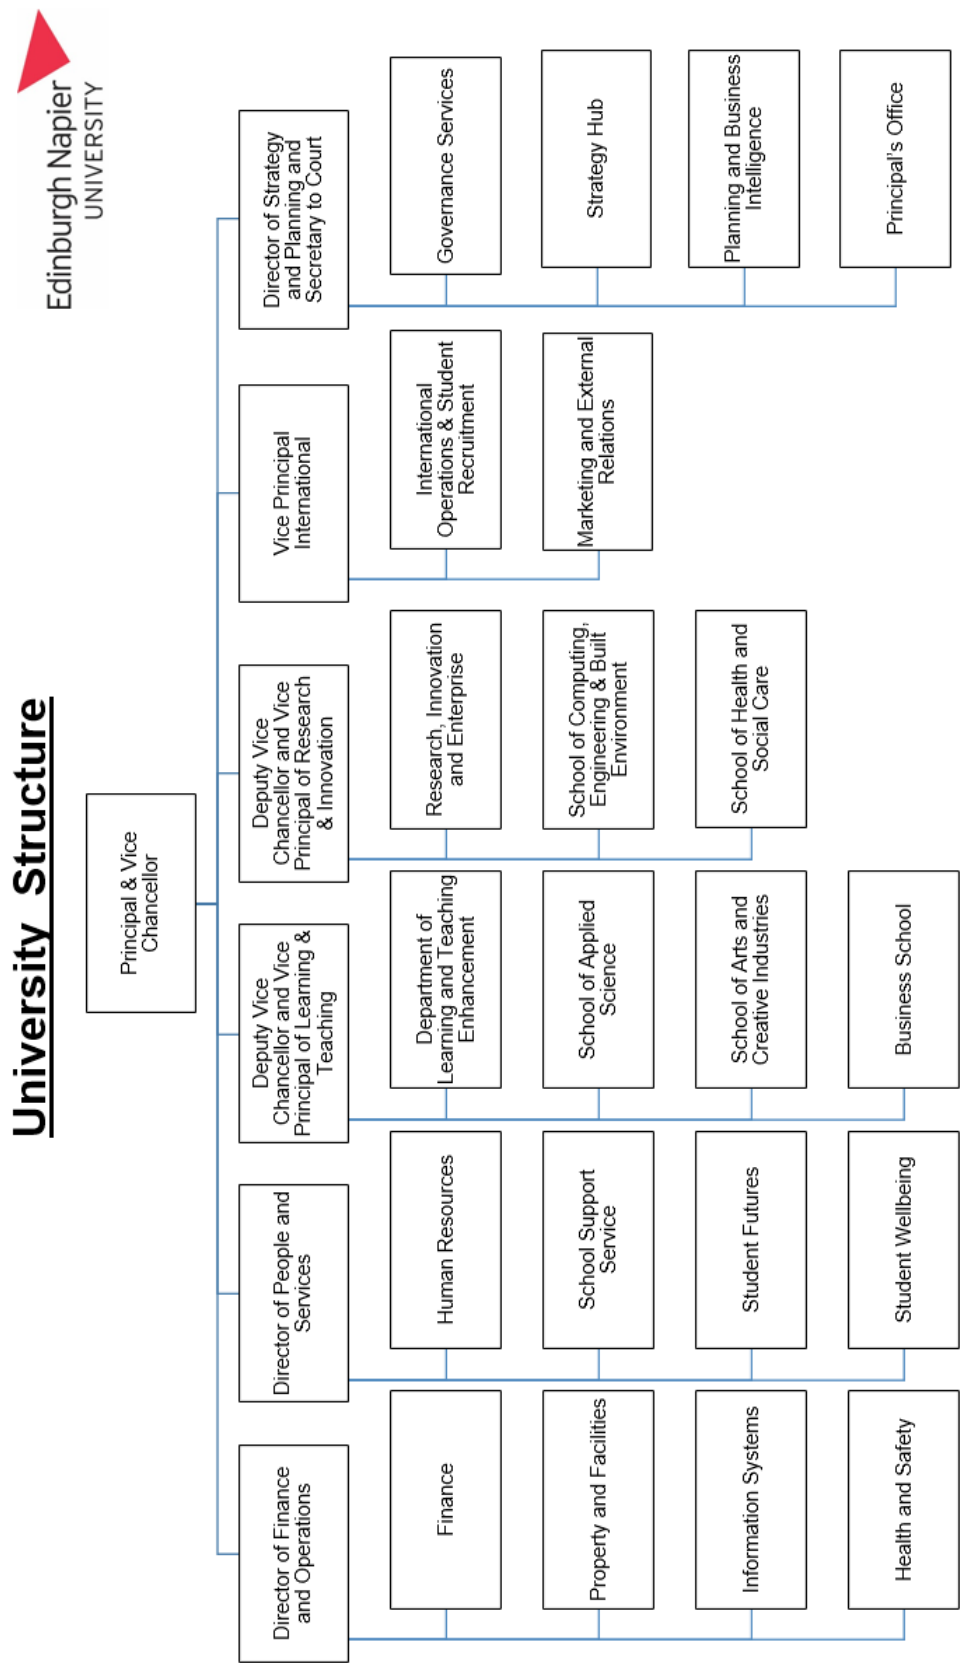 University Structure
Edinburgh Napier
UNIVERSITY
Principal & Vice
Chancellor
Director of Finance
and Operations
Finance
Property and Facilities
Information Systems
Health and Safety
Director of People and
Services
Human Resources
School Support
Service
Student Futures
Student Wellbeing
Deputy Vice
Chancellor and Vice
Principal of Learning &
Teaching
Department of
Learning and Teaching
Enhancement
School of Applied
Science
School of Arts and
Creative Industries
Business School
Deputy Vice
Chancellor and Vice
Principal of Research
& Innovation
Research, Innovation
and Enterprise
School of Computing,
Engineering & Built
Environment
School of Health and
Social Care
Vice Principal
International
International
Operations & Student
Recruitment
Marketing and External
Relations
Director of Strategy
and Planning and
Secretary to Court
Governance Services
Strategy Hub
Planning and Business
Intelligence
Principal's Office